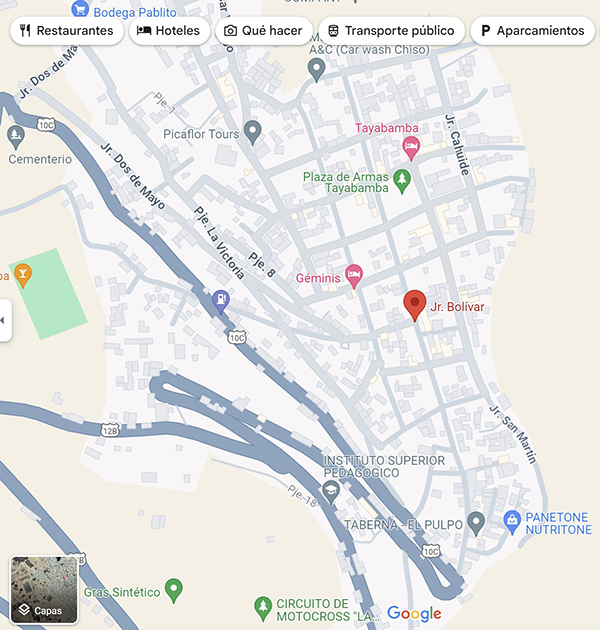 COMPANY
Bodega Pablito
Restaurantes
Hoteles
Qué hacer
Transporte público
P Aparcamientos
A&C (Car wash Chiso)
Jr. Dos de Mayo
Pje-1
10C
Picaflor Tours
Tayabamba
Jr. Cahuide
Cementerio
Jr. Dos de Mayo
Plaza de Armas
Tayabamba
Pje. La Victoria
Pje. 8
Géminis
Jr. Bolívar
10C
12B
Jr. San Martín
INSTITUTO SUPERIOR
PEDAGOGICO
Pje-18
TABERNA - EL PULPO
PANETONE
NUTRITONE
10C
Gras Sintético
Capas
CIRCUITO DE
MOTOCROSS "LA...
Google